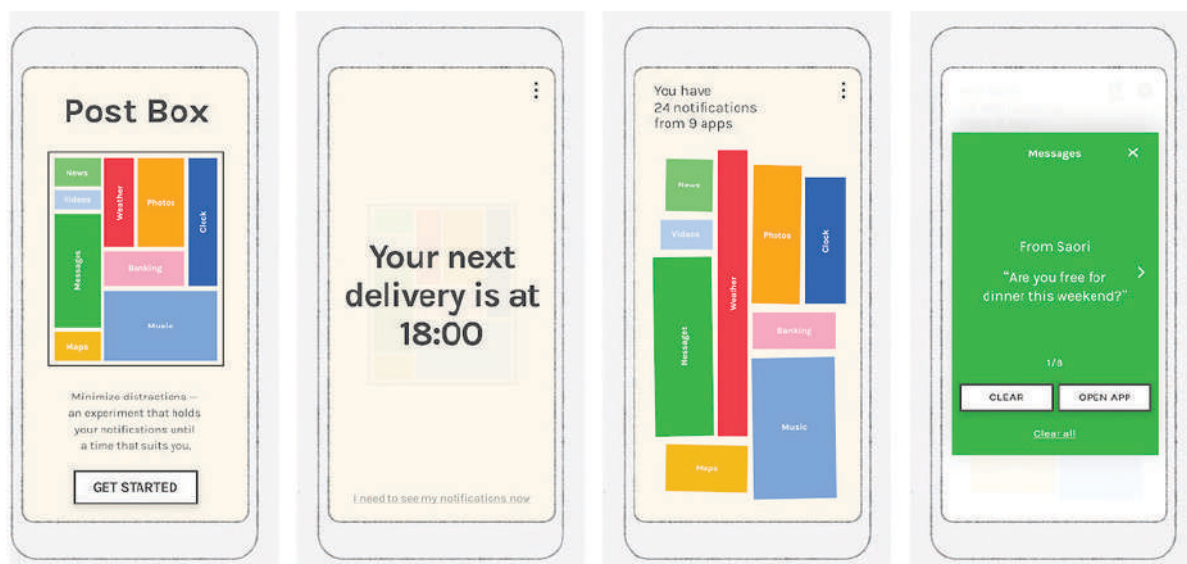 Post Box
News
Videos
Messages
Maps
Weather
Photos
Clock
Banking
Music
Minimize distractions —
an experiment that holds
your notifications until
a time that suits you.
GET STARTED
Your next
delivery is at
18:00
I need to see my notifications now
You have
24 notifications
from 9 apps
News
Videos
Messages
Maps
Weather
Photos
Clock
Banking
Music
Messages
From Saori
"Are you free for
dinner this weekend?"
CLEAR
OPEN APP
Clear all